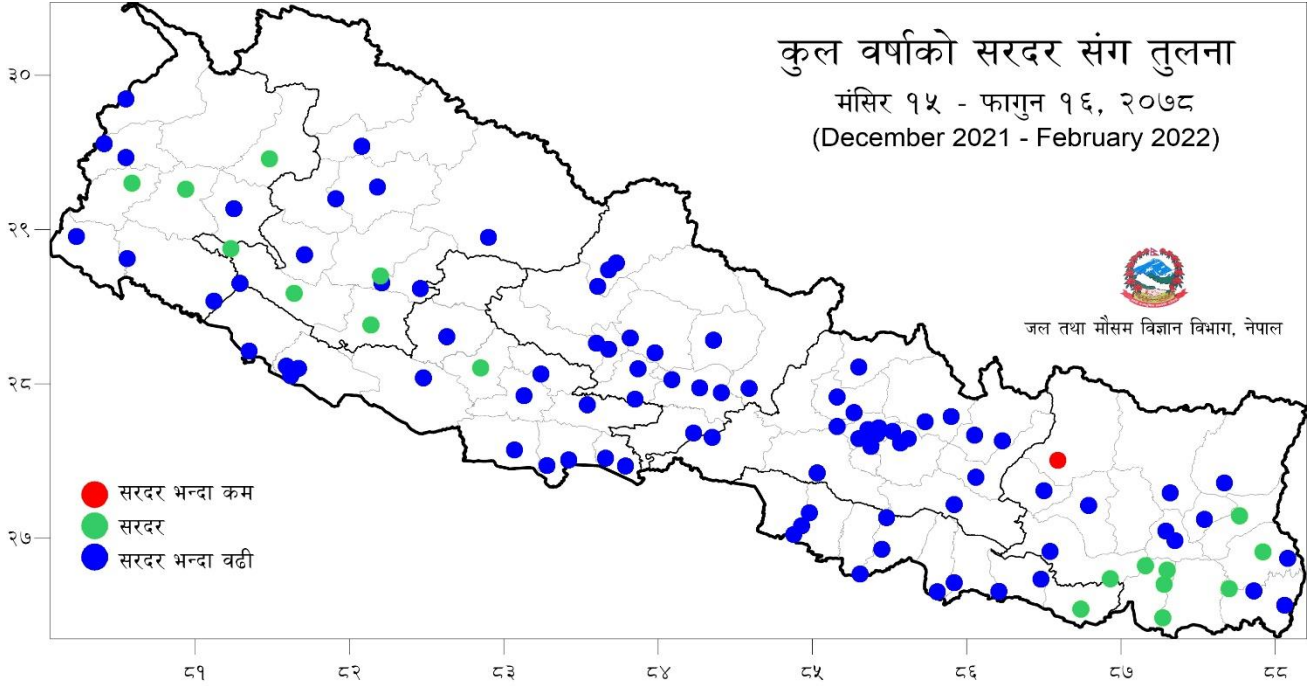 कुल वर्षाको सरदर संग तुलना
मंसिर १५ - फागुन १६, २०७८
(December 2021 - February 2022)
३०
२९
२८
२७
जल तथा मौसम विज्ञान विभाग, नेपाल
सरदर भन्दा कम
सरदर
सरदर भन्दा वढी
८१ ८२ ८३ ८४ ८५ ८६ ८७ ८८